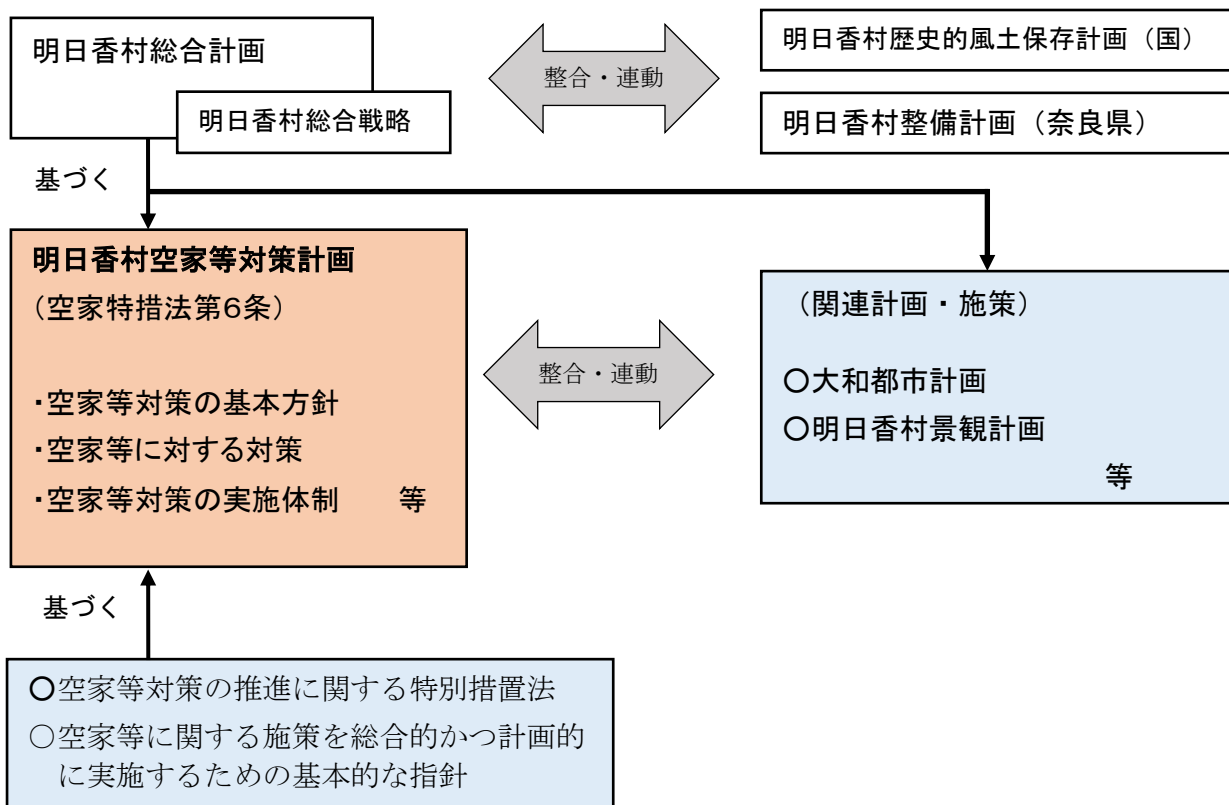 明日香村総合計画
明日香村総合戦略
整合・連動
明日香村歴史的風土保存計画（国）
明日香村整備計画（奈良県）
基づく
明日香村空家等対策計画
（空家特措法第６条）
・空家等対策の基本方針
・空家等に対する対策
・空家等対策の実施体制　　等
整合・連動
（関連計画・施策）
〇大和都市計画
〇明日香村景観計画
等
基づく
〇空家等対策の推進に関する特別措置法
〇空家等に関する施策を総合的かつ計画的
に実施するための基本的な指針